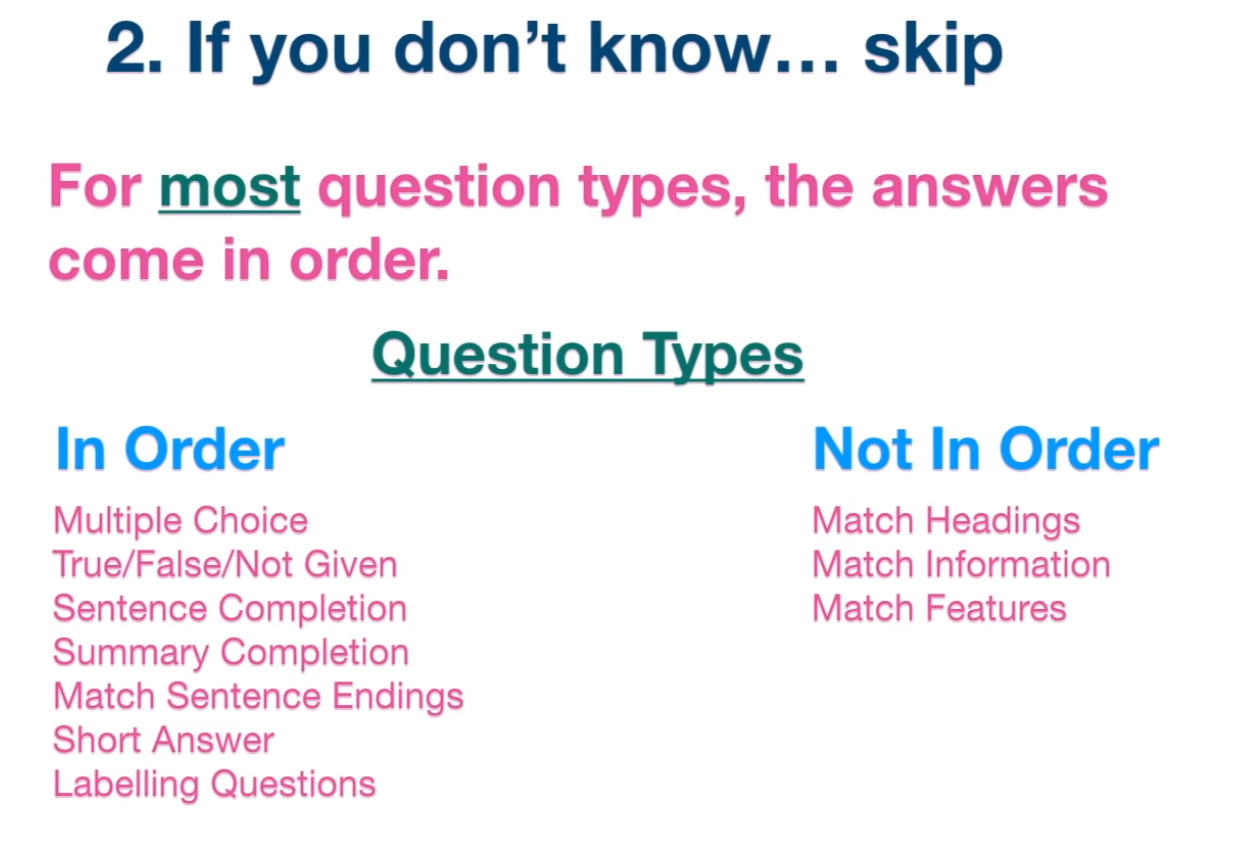 2. If you don’t know… skip
For most question types, the answers
come in order.
Question Types
In Order
Multiple Choice
True/False/Not Given
Sentence Completion
Summary Completion
Match Sentence Endings
Short Answer
Labelling Questions
Not In Order
Match Headings
Match Information
Match Features